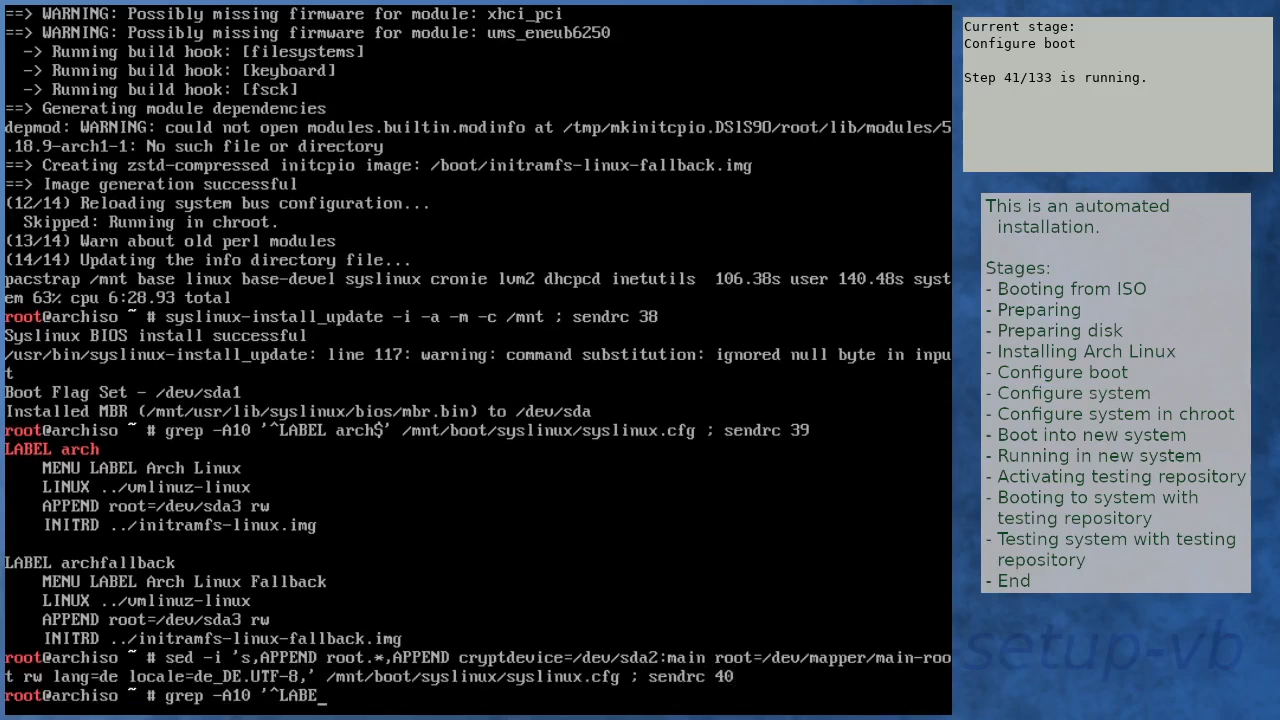 ==> WARNING: Possibly missing firmware for module: xhci_pci
==> WARNING: Possibly missing firmware for module: ums_eneub6250
  -> Running build hook: [filesystems]
  -> Running build hook: [keyboard]
  -> Running build hook: [fsck]
==> Generating module dependencies
depmod: WARNING: could not open modules.builtin.modinfo at /tmp/mkinitcpio.DSlS9O/root/lib/modules/5
.18.9-arch1-1: No such file or directory
==> Creating zstd-compressed initcpio image: /boot/initramfs-linux-fallback.img
==> Image generation successful
(12/14) Reloading system bus configuration...
  Skipped: Running in chroot.
(13/14) Warn about old perl modules
(14/14) Updating the info directory file...
pacstrap /mnt base linux base-devel syslinux cronie lvm2 dhcpcd inetutils  106.38s user 140.48s syst
em 63% cpu 6:28.93 total
root@archiso ~ # syslinux-install_update -i -a -m -c /mnt ; sendrc 38
Syslinux BIOS install successful
/usr/bin/syslinux-install_update: line 117: warning: command substitution: ignored null byte in inpu
t
Boot Flag Set - /dev/sda1
Installed MBR (/mnt/usr/lib/syslinux/bios/mbr.bin) to /dev/sda
root@archiso ~ # grep -A10 '^LABEL arch$' /mnt/boot/syslinux/syslinux.cfg ; sendrc 39
LABEL arch
    MENU LABEL Arch Linux
    LINUX ../vmlinuz-linux
    APPEND root=/dev/sda3 rw
    INITRD ../initramfs-linux.img

LABEL archfallback
    MENU LABEL Arch Linux Fallback
    LINUX ../vmlinuz-linux
    APPEND root=/dev/sda3 rw
    INITRD ../initramfs-linux-fallback.img
root@archiso ~ # sed -i 's,APPEND root.*,APPEND cryptdevice=/dev/sda2:main root=/dev/mapper/main-roo
t rw lang=de locale=de_DE.UTF-8,' /mnt/boot/syslinux/syslinux.cfg ; sendrc 40
root@archiso ~ # grep -A10 '^LABE_
Current stage:
Configure boot

Step 41/133 is running.

This is an automated
installation.

Stages:
- Booting from ISO
- Preparing
- Preparing disk
- Installing Arch Linux
- Configure boot
- Configure system
- Configure system in chroot
- Boot into new system
- Running in new system
- Activating testing repository
- Booting to system with
testing repository
- Testing system with testing
repository
- End
setup-vb